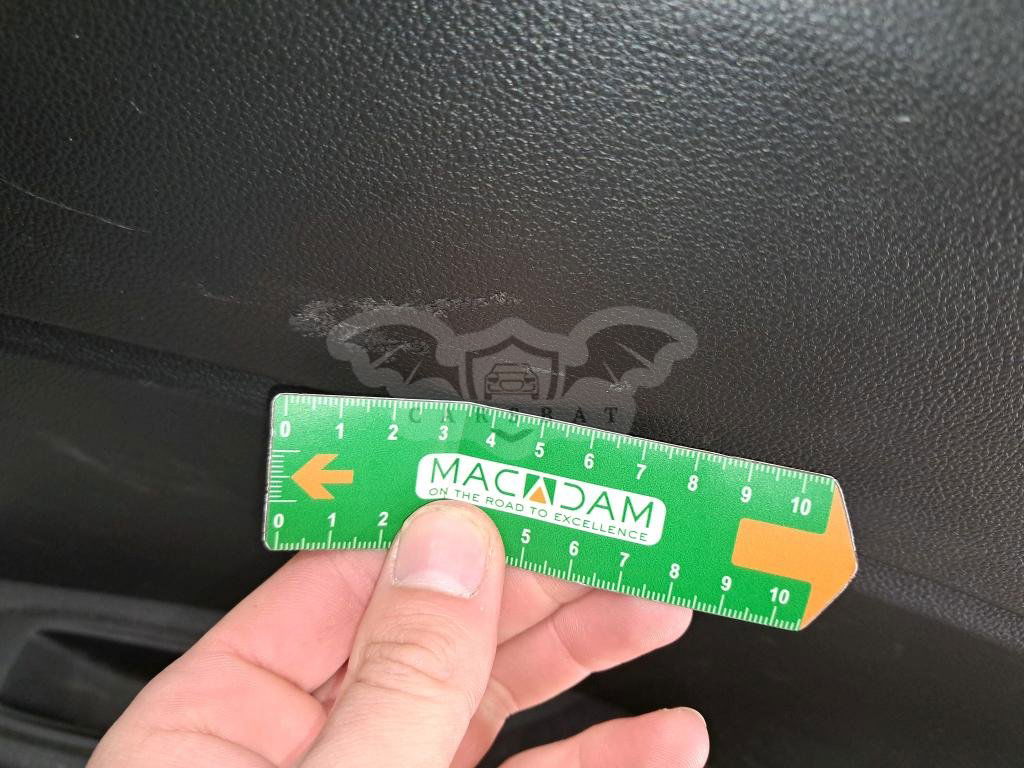 CARBBAT
0 1 2 3 4 5 6 7 8 9 10
MACADAM
ON THE ROAD TO EXCELLENCE
0 1 2 5 6 7 8 9 10